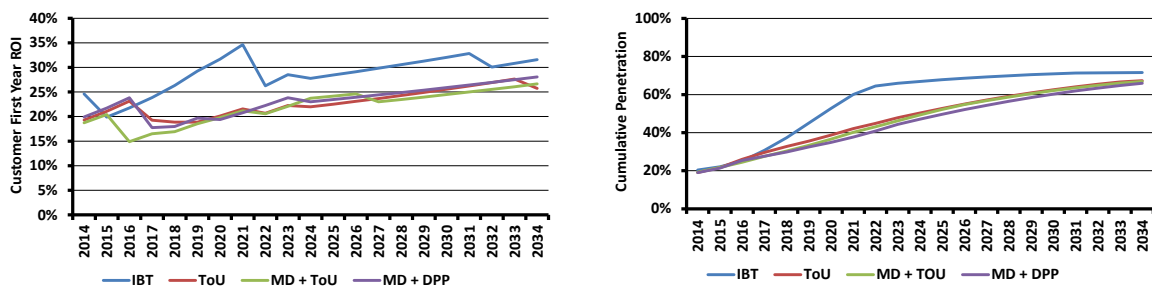 Customer First Year ROI
40%
35%
30%
25%
20%
15%
10%
5%
0%
2014 2015 2016 2017 2018 2019 2020 2021 2022 2023 2024 2025 2026 2027 2028 2029 2030 2031 2032 2033 2034
IBT ToU MD + ToU MD + DPP
Cumulative Penetration
100%
80%
60%
40%
20%
0%
2014 2015 2016 2017 2018 2019 2020 2021 2022 2023 2024 2025 2026 2027 2028 2029 2030 2031 2032 2033 2034
IBT ToU MD + TOU MD + DPP